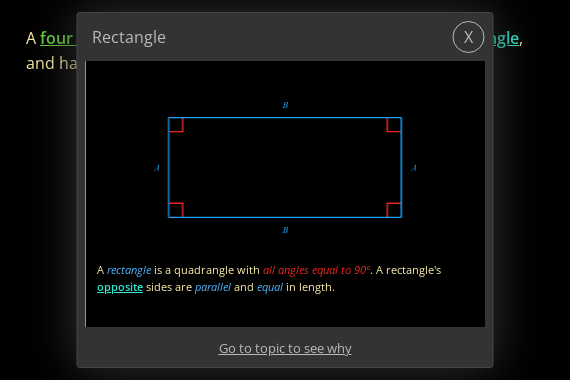 A four
ngle,
and ha
Rectangle
X
B
A
A
B
A rectangle is a quadrangle with all angles equal to 90°. A rectangle's
opposite sides are parallel and equal in length.
Go to topic to see why